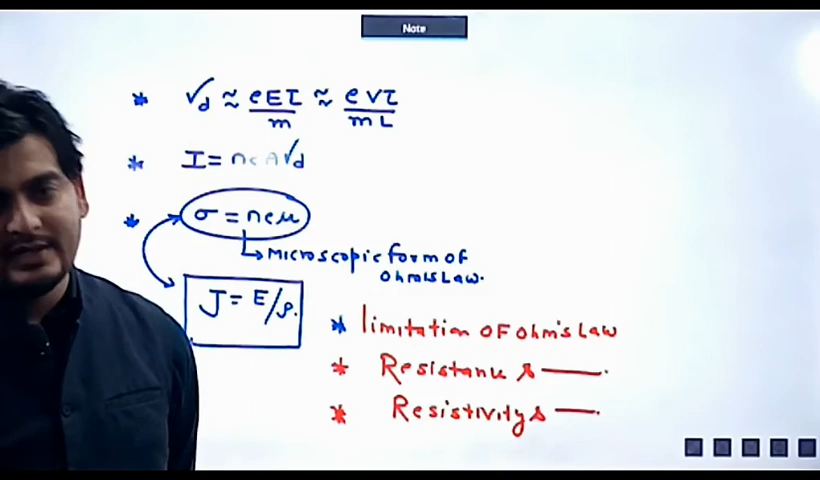 Note
* Vd ≈ eEτ/m ≈ eVτ/mL
* I = neAVd
* σ = neμ
↳ Microscopic form of
ohm's Law.
J = E/ρ.
* limitation OF ohm's Law
* Resistance & ——.
* Resistivity & ——.